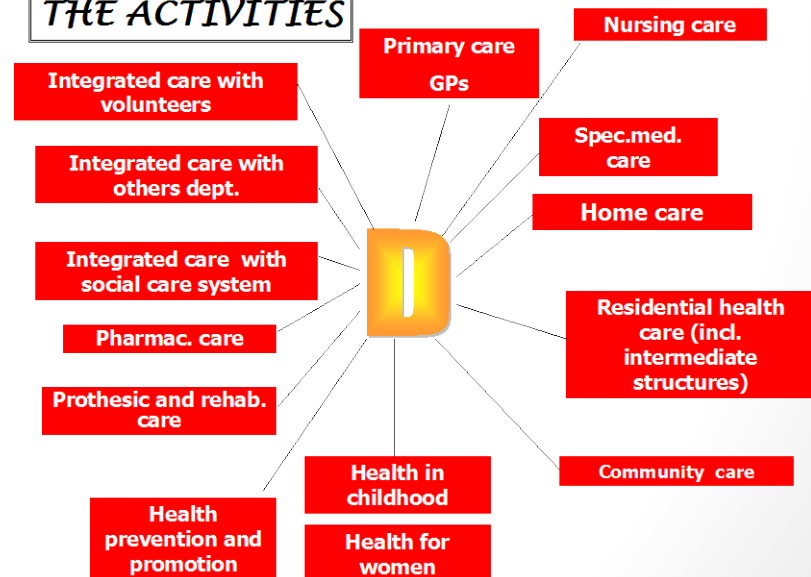 THE ACTIVITIES
Primary care
GPs
Nursing care
Integrated care with
volunteers
Spec.med.
care
Integrated care with
others dept.
Home care
Integrated care with
social care system
D
Residential health
care (incl.
intermediate
structures)
Pharmac. care
Prothesic and rehab.
care
Community care
Health in
childhood
Health
prevention and
promotion
Health for
women